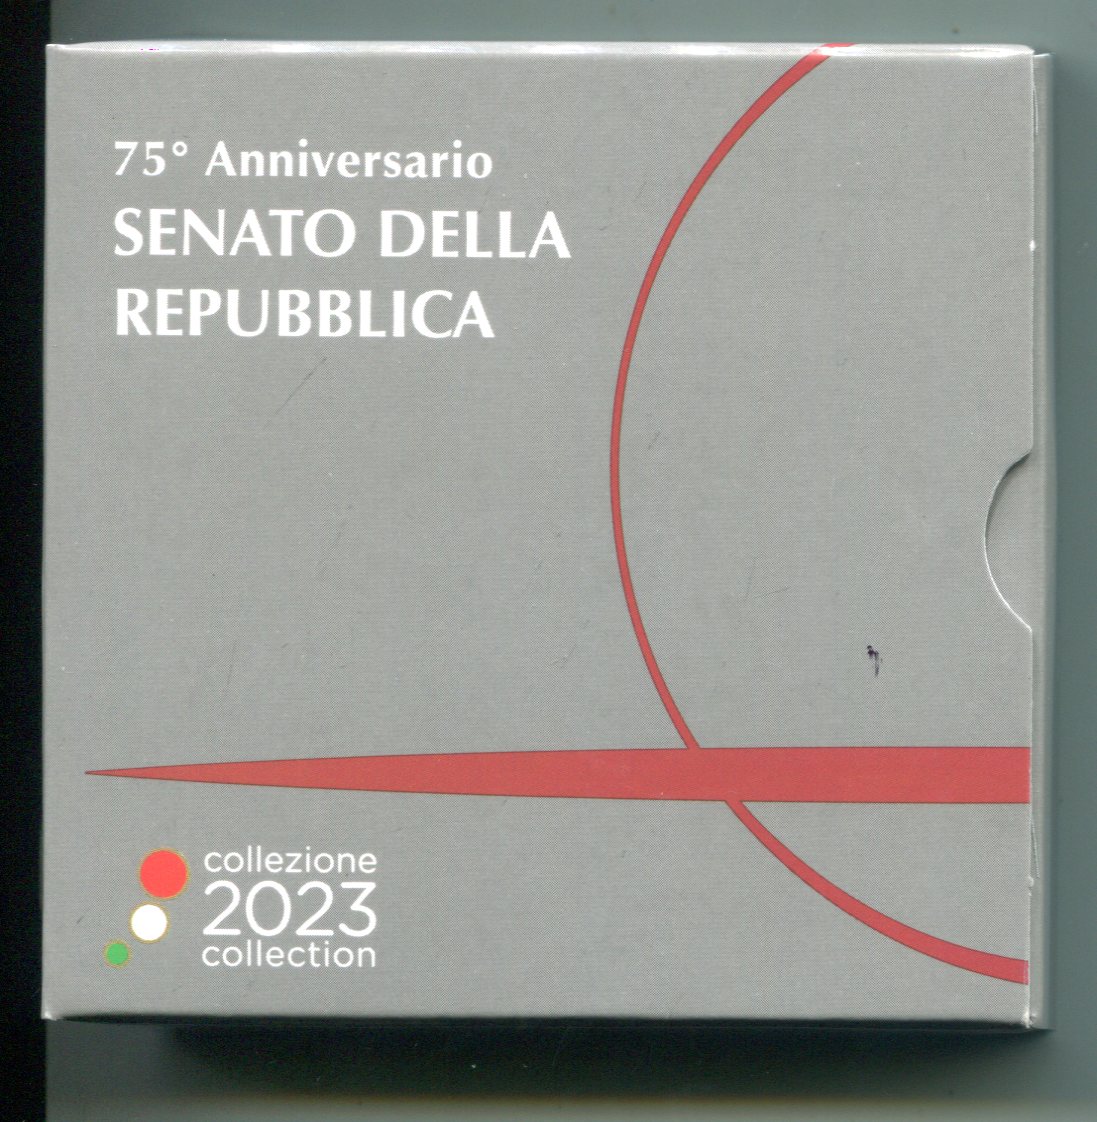 75° Anniversario
SENATO DELLA
REPUBBLICA
collezione
2023
collection